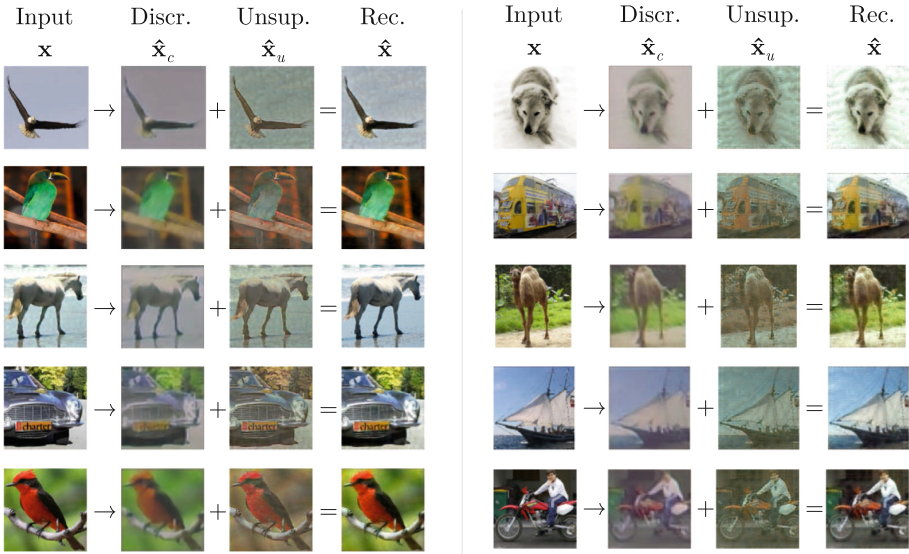 Input Discr. Unsup. Rec. Input Discr. Unsup. Rec.
x x̂c x̂u x̂ x x̂c x̂u x̂
→ + = → + =
→ + = → + =
→ + = → + =
→ + = → + =
charter charter charter charter
→ + = → + =